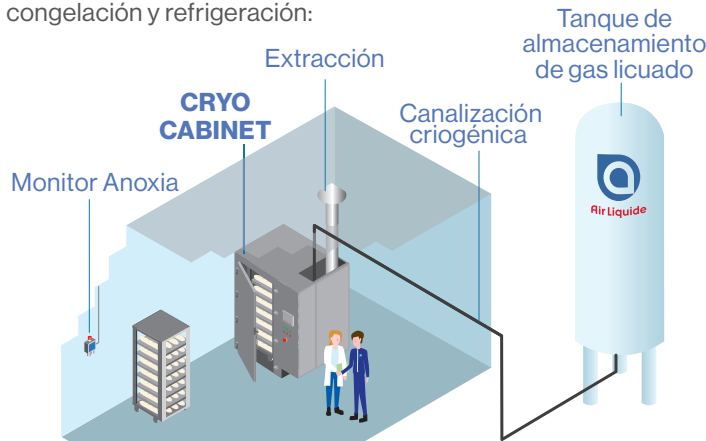 congelación y refrigeración:
Tanque de
almacenamiento
de gas licuado
Extracción
CRYO
CABINET
Canalización
criogénica
Monitor Anoxia
Air Liquide